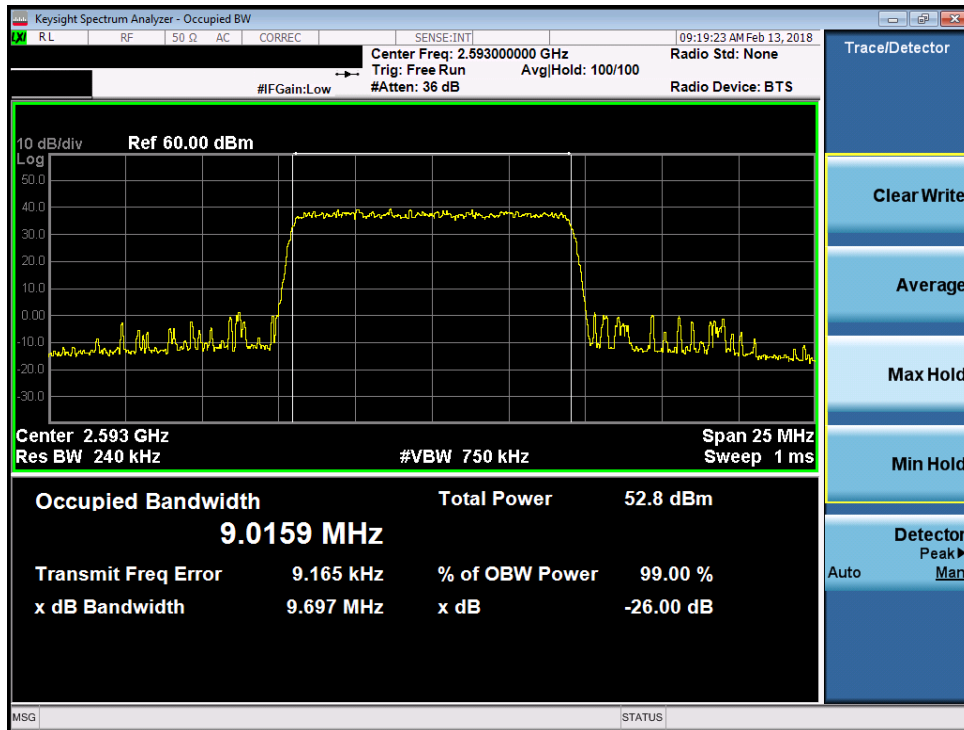 Keysight Spectrum Analyzer - Occupied BW
LXI RL RF 50 Ω AC CORREC SENSE:INT 09:19:23 AM Feb 13, 2018
Center Freq: 2.593000000 GHz Radio Std: None
Trig: Free Run Avg|Hold: 100/100
#IFGain:Low #Atten: 36 dB Radio Device: BTS
Trace/Detector
10 dB/div Ref 60.00 dBm
Log
50.0
40.0
30.0
20.0
10.0
0.00
-10.0
-20.0
-30.0
Center 2.593 GHz Span 25 MHz
Res BW 240 kHz #VBW 750 kHz Sweep 1 ms
Occupied Bandwidth Total Power 52.8 dBm
9.0159 MHz
Transmit Freq Error 9.165 kHz % of OBW Power 99.00 %
x dB Bandwidth 9.697 MHz x dB -26.00 dB
Clear Write
Average
Max Hold
Min Hold
Detector
Peak
Auto Man
MSG STATUS